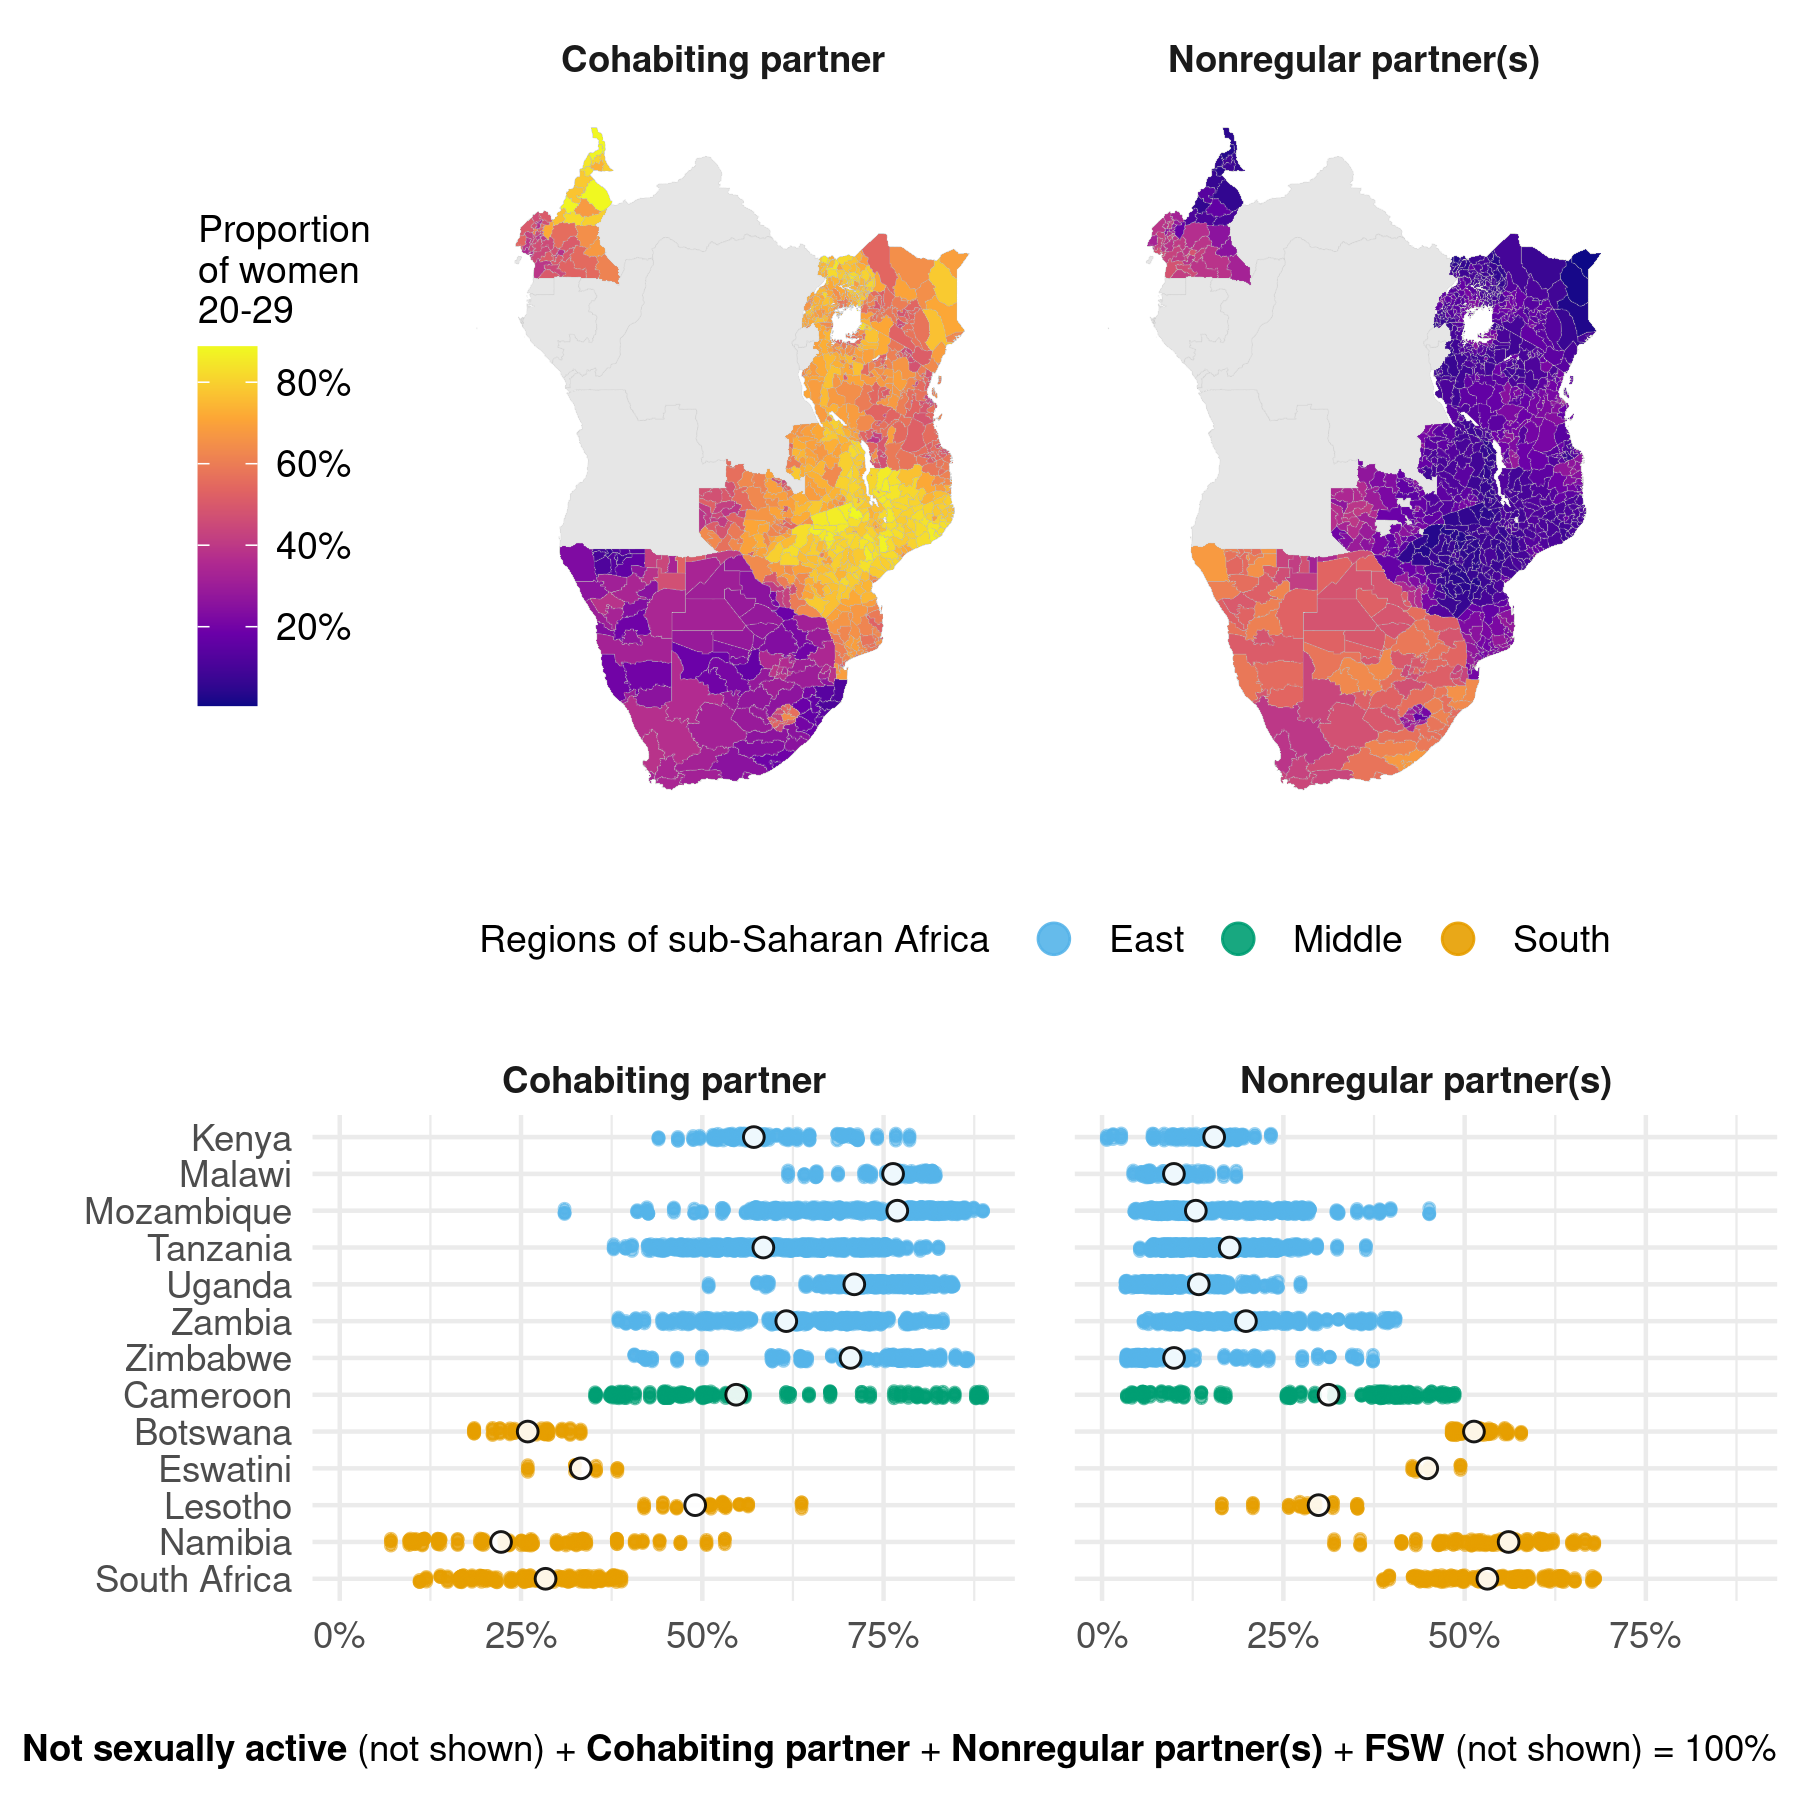 Cohabiting partner
Nonregular partner(s)
Proportion
of women
20-29
80%
60%
40%
20%
Regions of sub-Saharan Africa
East
Middle
South
Cohabiting partner
Nonregular partner(s)
Kenya
Malawi
Mozambique
Tanzania
Uganda
Zambia
Zimbabwe
Cameroon
Botswana
Eswatini
Lesotho
Namibia
South Africa
0% 25% 50% 75%
0% 25% 50% 75%
Not sexually active (not shown) + Cohabiting partner + Nonregular partner(s) + FSW (not shown) = 100%